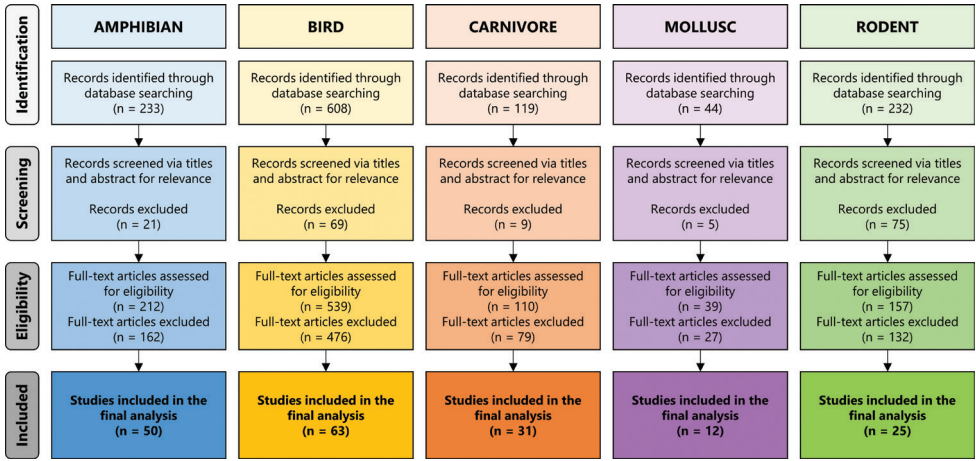 Identification
AMPHIBIAN
BIRD
CARNIVORE
MOLLUSC
RODENT
Records identified through
database searching
(n = 233)
Records identified through
database searching
(n = 608)
Records identified through
database searching
(n = 119)
Records identified through
database searching
(n = 44)
Records identified through
database searching
(n = 232)
Screening
Records screened via titles
and abstract for relevance
Records excluded
(n = 21)
Records screened via titles
and abstract for relevance
Records excluded
(n = 69)
Records screened via titles
and abstract for relevance
Records excluded
(n = 9)
Records screened via titles
and abstract for relevance
Records excluded
(n = 5)
Records screened via titles
and abstract for relevance
Records excluded
(n = 75)
Eligibility
Full-text articles assessed
for eligibility
(n = 212)
Full-text articles excluded
(n = 162)
Full-text articles assessed
for eligibility
(n = 539)
Full-text articles excluded
(n = 476)
Full-text articles assessed
for eligibility
(n = 110)
Full-text articles excluded
(n = 79)
Full-text articles assessed
for eligibility
(n = 39)
Full-text articles excluded
(n = 27)
Full-text articles assessed
for eligibility
(n = 157)
Full-text articles excluded
(n = 132)
Included
Studies included in the
final analysis
(n = 50)
Studies included in the
final analysis
(n = 63)
Studies included in the
final analysis
(n = 31)
Studies included in the
final analysis
(n = 12)
Studies included in the
final analysis
(n = 25)